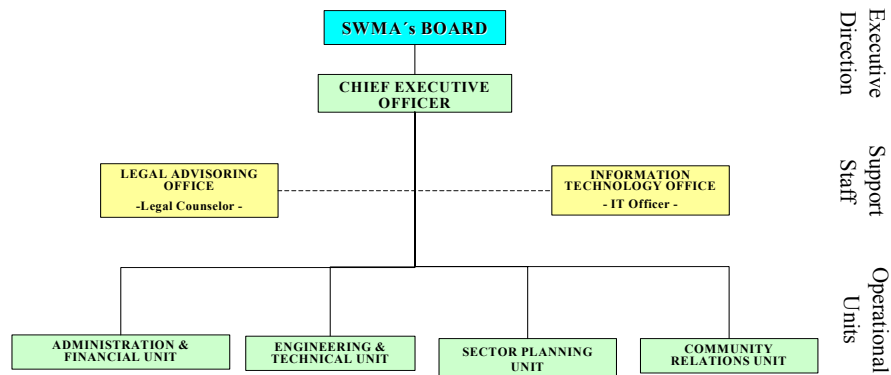 SWMA´s BOARD
CHIEF EXECUTIVE
OFFICER
Executive
Direction
LEGAL ADVISORING
OFFICE
-Legal Counselor -
INFORMATION
TECHNOLOGY OFFICE
- IT Officer -
Support
Staff
ADMINISTRATION &
FINANCIAL UNIT
ENGINEERING &
TECHNICAL UNIT
SECTOR PLANNING
UNIT
COMMUNITY
RELATIONS UNIT
Operational
Units